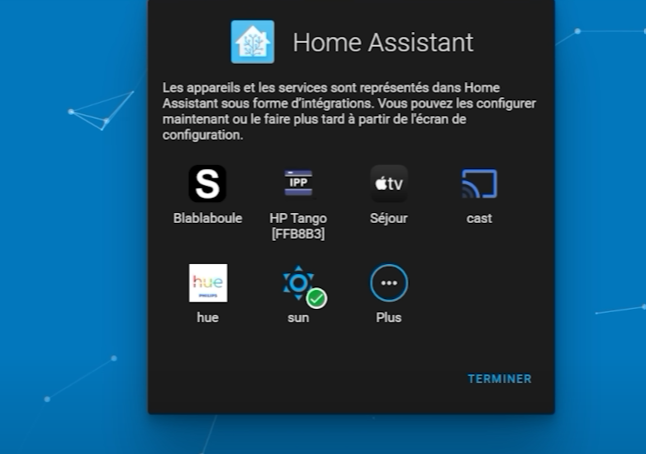 Home Assistant
Les appareils et les services sont représentés dans Home
Assistant sous forme d'intégrations. Vous pouvez les configurer
maintenant ou le faire plus tard à partir de l'écran de
configuration.
S
IPP
tv
Blablaboule
HP Tango
[FFB8B3]
Séjour
cast
hue
PHILIPS
hue
sun
Plus
TERMINER